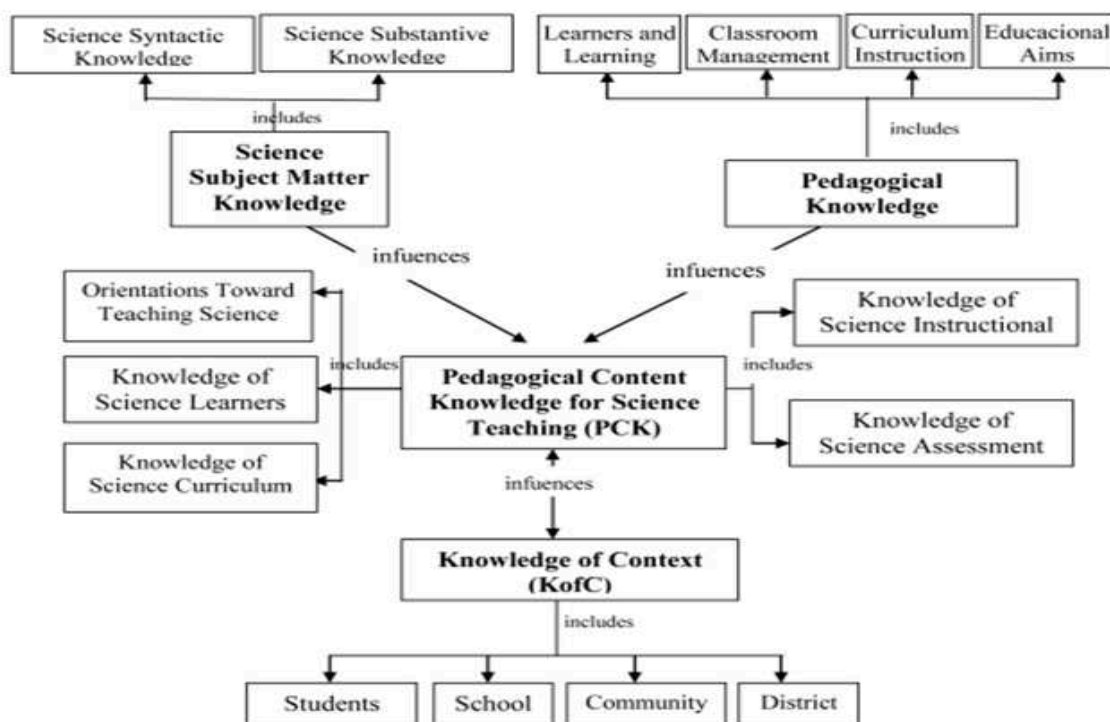 Science Syntactic
Knowledge
Science Substantive
Knowledge
Learners and
Learning
Classroom
Management
Curriculum
Instruction
Educacional
Aims
includes
includes
Science
Subject Matter
Knowledge
Pedagogical
Knowledge
infuences
infuences
Orientations Toward
Teaching Science
Knowledge of
Science Instructional
includes
Pedagogical Content
Knowledge for Science
Teaching (PCK)
includes
Knowledge of
Science Learners
Knowledge of
Science Assessment
Knowledge of
Science Curriculum
infuences
Knowledge of Context
(KofC)
includes
Students
School
Community
District